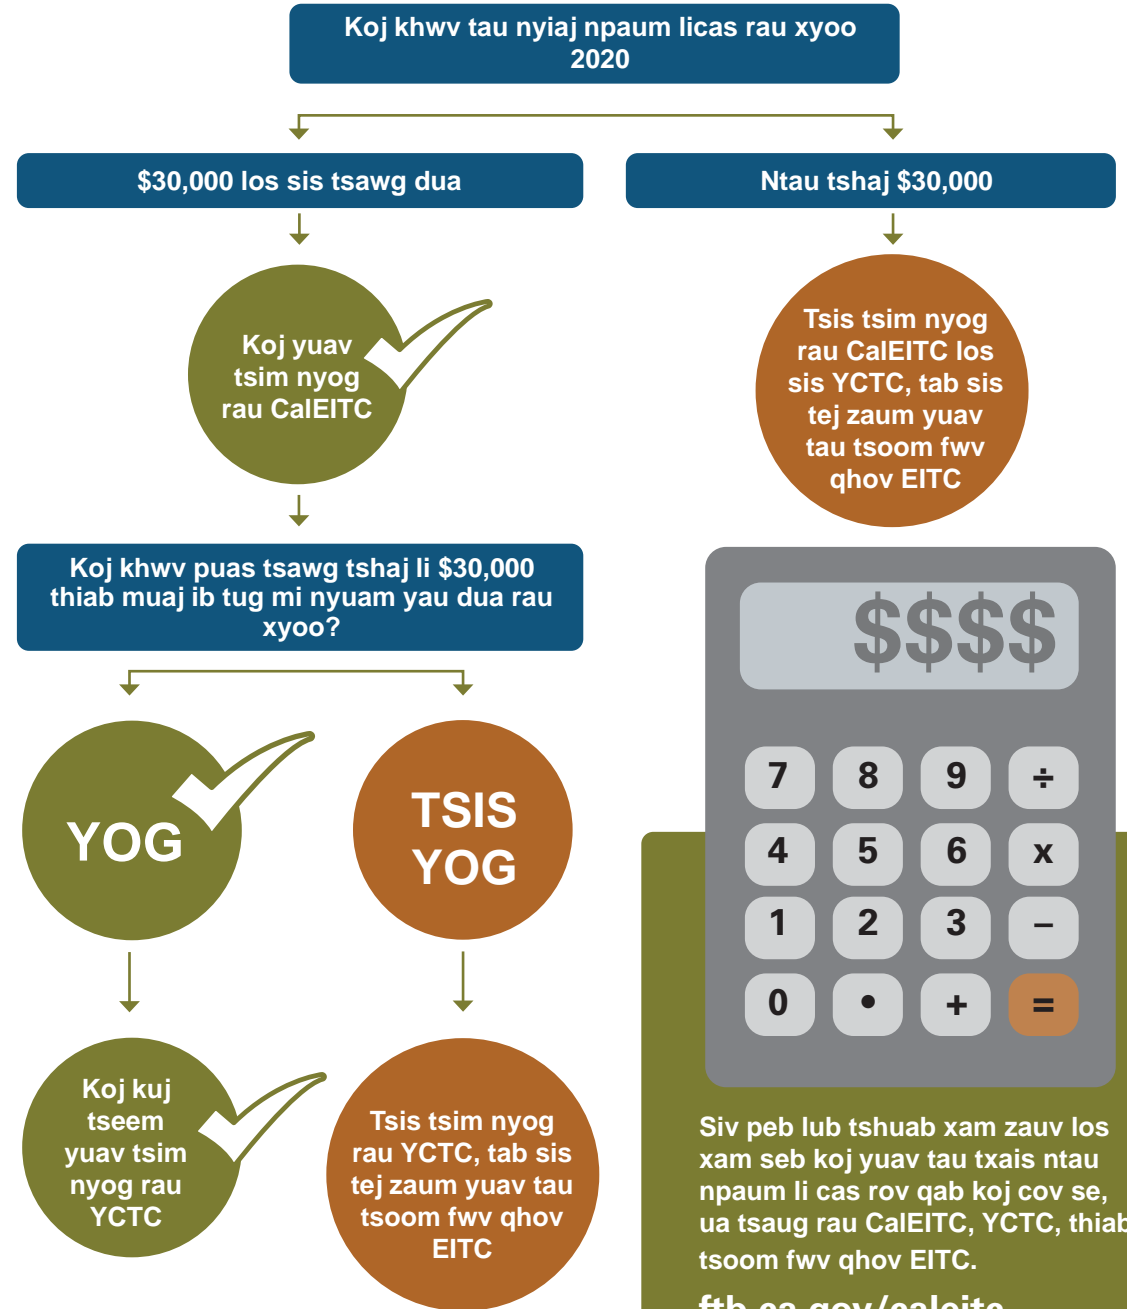 Koj khwv tau nyiaj npaum licas rau xyoo
2020
$30,000 los sis tsawg dua
Ntau tshaj $30,000
Koj yuav
tsim nyog
rau CalEITC
Tsis tsim nyog
rau CalEITC los
sis YCTC, tab sis
tej zaum yuav
tau tsoom fwv
qhov EITC
Koj khwv puas tsawg tshaj li $30,000
thiab muaj ib tug mi nyuam yau dua rau
xyoo?
YOG
TSIS
YOG
Koj kuj
tseem
yuav tsim
nyog rau
YCTC
Tsis tsim nyog
rau YCTC, tab sis
tej zaum yuav tau
tsoom fwv qhov
EITC
$$$$
7 8 9 ÷
4 5 6 x
1 2 3 –
0 • + =
Siv peb lub tshuab xam zauv los
xam seb koj yuav tau txais ntau
npaum li cas rov qab koj cov se,
ua tsaug rau CalEITC, YCTC, thiab
tsoom fwv qhov EITC.
ftb.ca.gov/caleitc